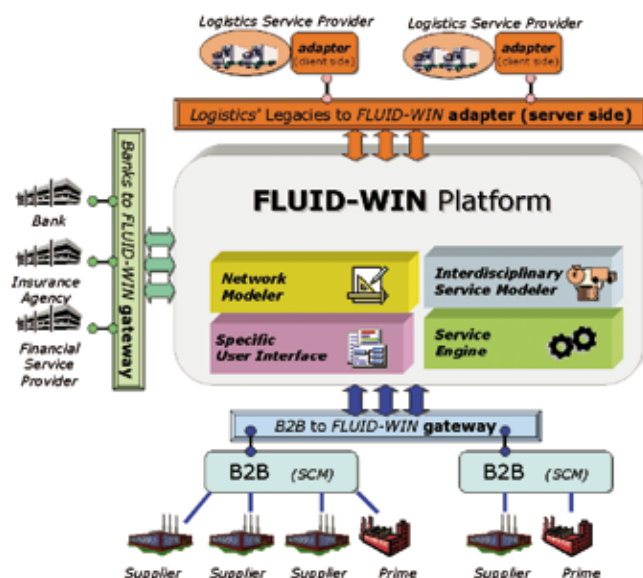 Logistics Service Provider
Logistics Service Provider
adapter
(client side)
adapter
(client side)
Logistics' Legacies to FLUID-WIN adapter (server side)
Banks to FLUID-WIN gateway
Bank
Insurance
Agency
Financial
Service
Provider
FLUID-WIN Platform
Network
Modeler
Interdisciplinary
Service Modeler
Specific
User Interface
Service
Engine
B2B to FLUID-WIN gateway
B2B (SCM)
B2B (SCM)
Supplier
Supplier
Supplier
Prime
Supplier
Prime